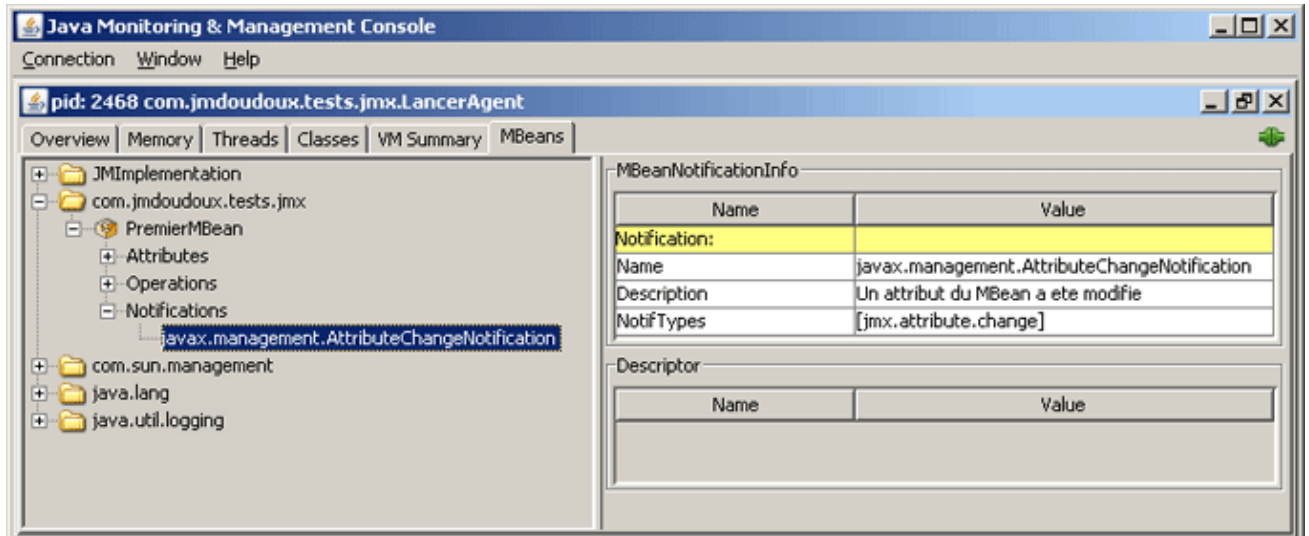 Java Monitoring & Management Console
Connection Window Help
pid: 2468 com.jmdoudoux.tests.jmx.LancerAgent
Overview Memory Threads Classes VM Summary MBeans
JMImplementation
com.jmdoudoux.tests.jmx
PremierMBean
Attributes
Operations
Notifications
javax.management.AttributeChangeNotification
com.sun.management
java.lang
java.util.logging
MBeanNotificationInfo
Name Value
Notification:
Name javax.management.AttributeChangeNotification
Description Un attribut du MBean a ete modifie
NotifTypes [jmx.attribute.change]
Descriptor
Name Value